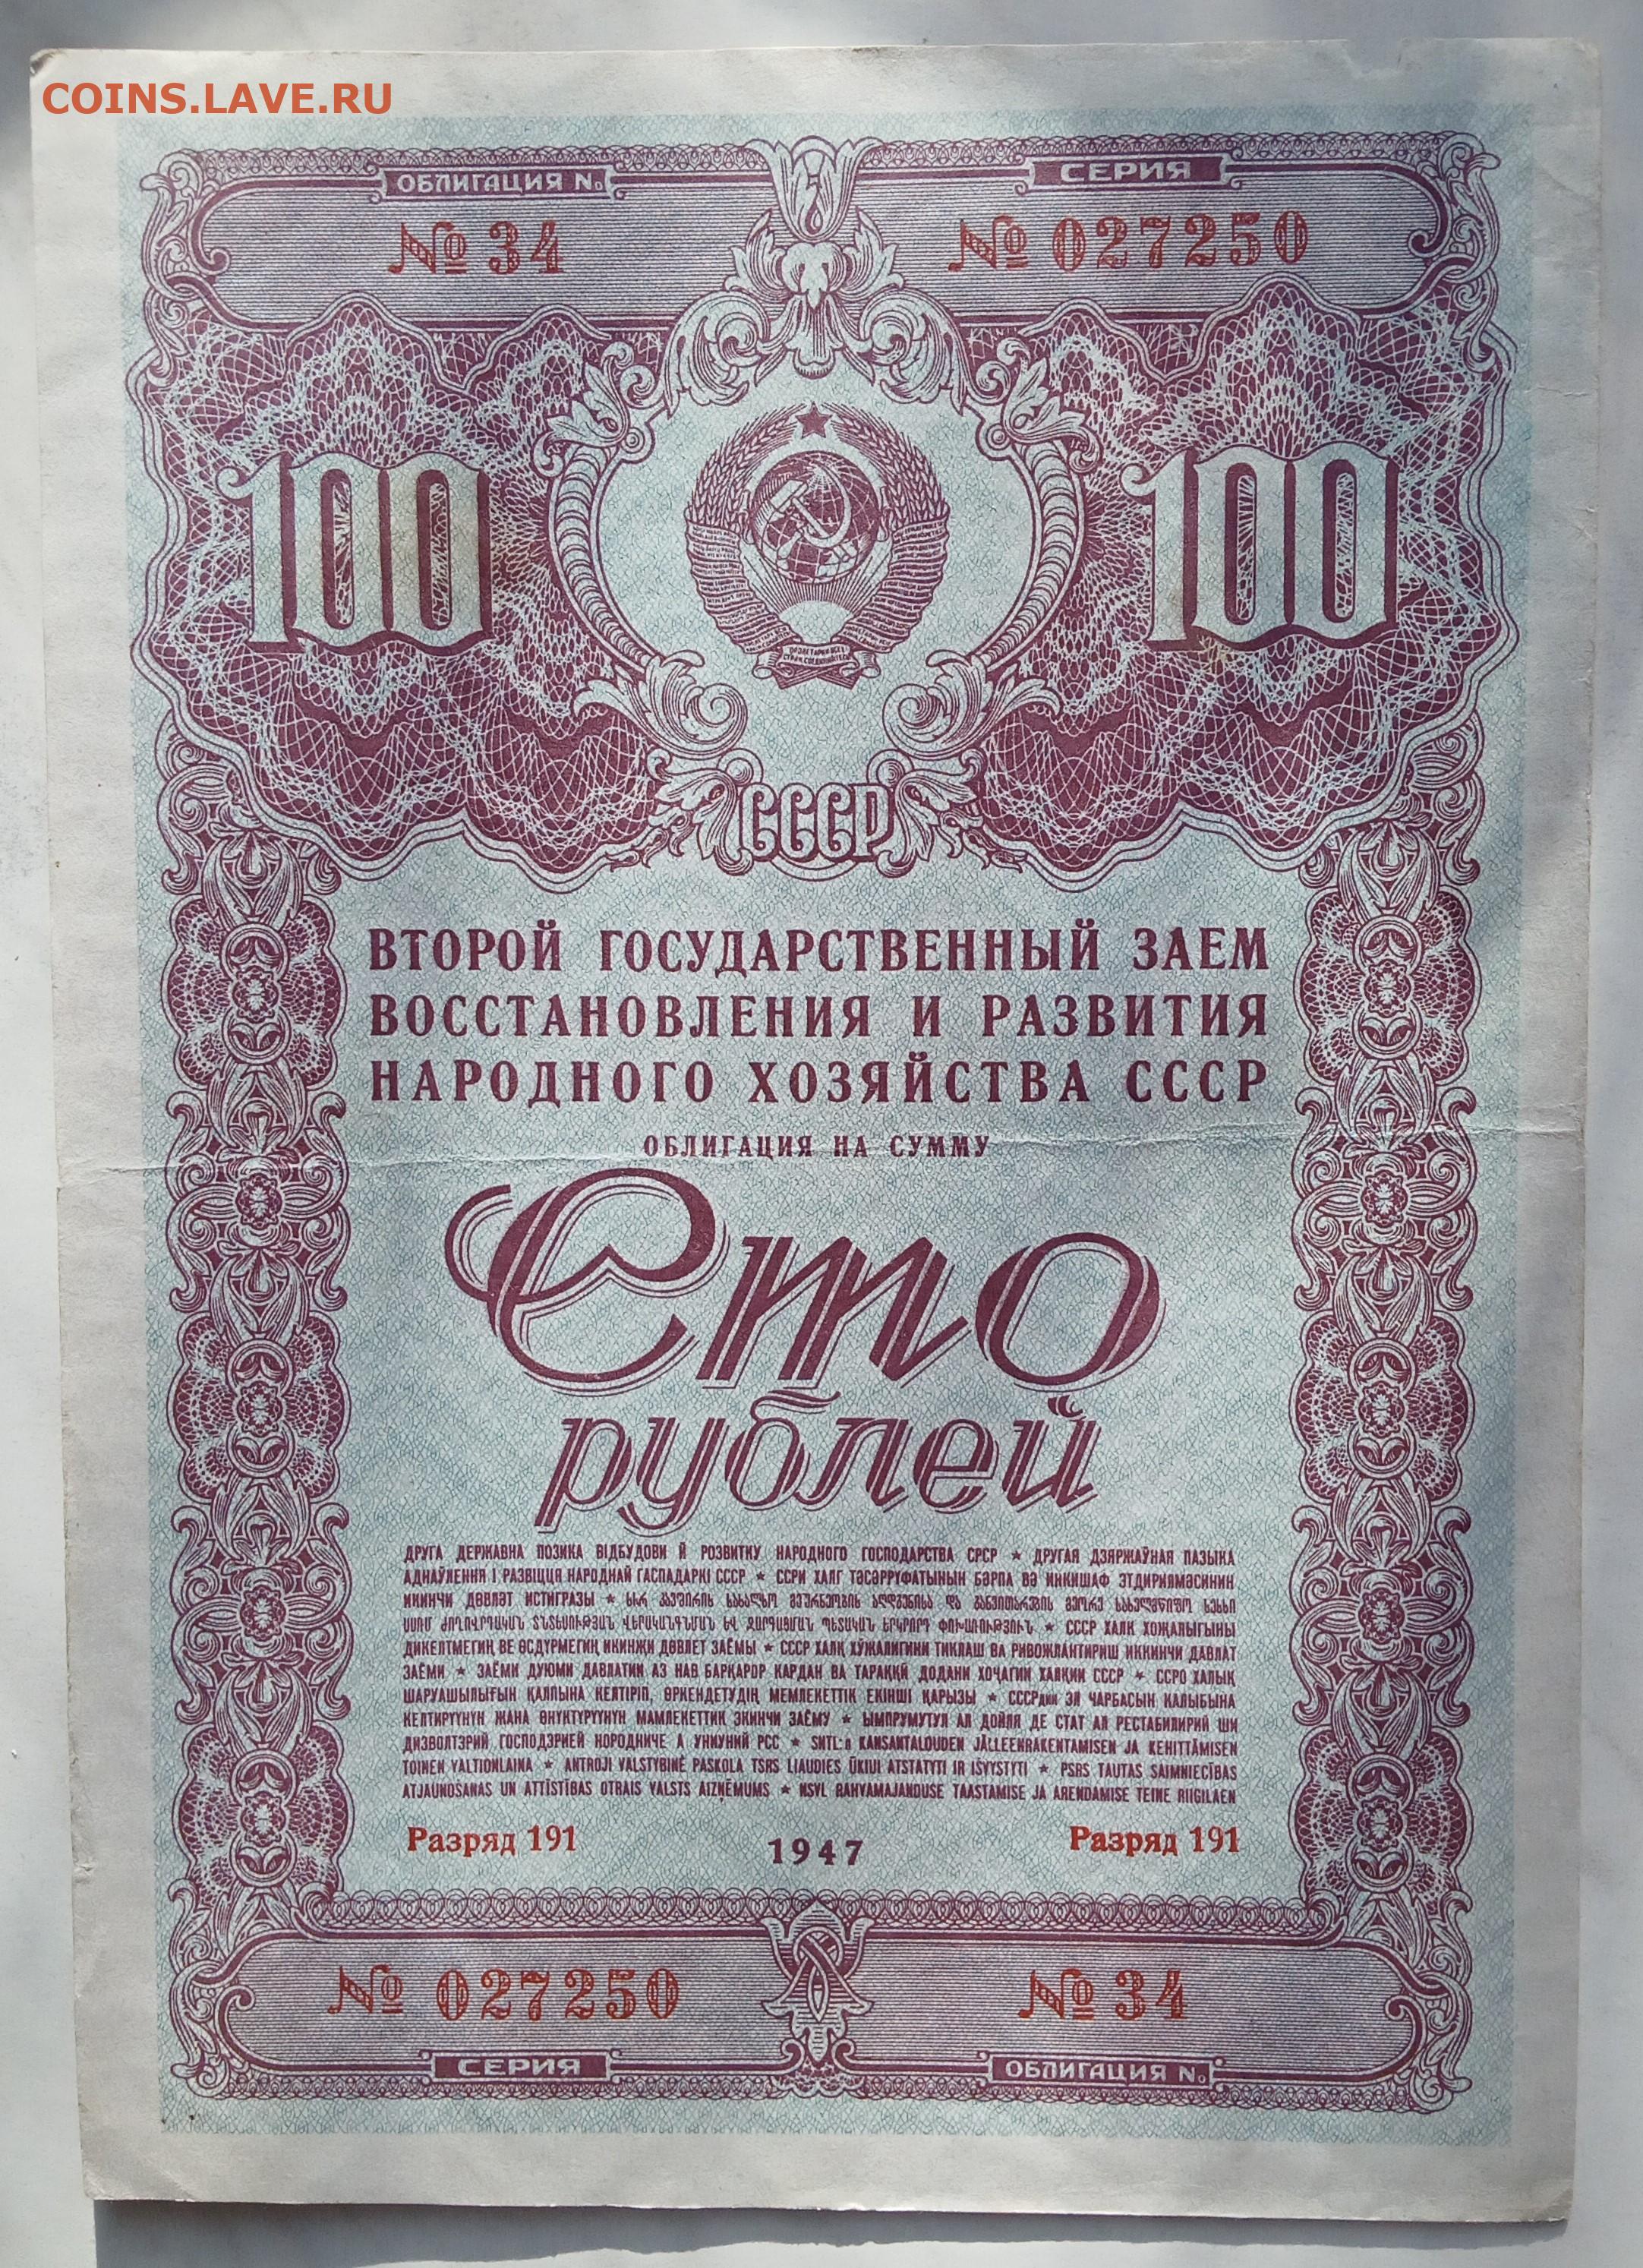 COINS.LAVE.RU
ОБЛИГАЦИЯ №
СЕРИЯ
№ 34
№ 027250
100
100
СССР
ВТОРОЙ ГОСУДАРСТВЕННЫЙ ЗАЕМ
ВОССТАНОВЛЕНИЯ И РАЗВИТИЯ
НАРОДНОГО ХОЗЯЙСТВА СССР
ОБЛИГАЦИЯ НА СУММУ
Сто
рублей
ДРУГА ДЕРЖАВНА ПОЗИКА ВІДБУДОВИ Й РОЗВИТКУ НАРОДНОГО ГОСПОДАРСТВА СРСР ★ ДРУГАЯ ДЗЯРЖАЎНАЯ ПАЗЫКА
АДНАЎЛЕННЯ І РАЗВІЦЦЯ НАРОДНАЙ ГАСПАДАРКІ СССР ★ ССРИ ХАЛГ ТӘСӘРРҮФАТЫНЫН БӘРПА ВӘ ИНКИШАФ ЭТДИРИЛМӘСИНИН
ИКИНЧИ ДӨВЛӘТ ИСТИГРАЗЫ ★
★ СССР ХАЛК ХОҖАЛЫГЫНЫ
ДИКЕЛТМЕГИҢ ВЕ ӨСДҮРМЕГИҢ ИКИНҖИ ДӨВЛЕТ ЗАЁМЫ ★ СССР ХАЛҚ ХЎЖАЛИГИНИ ТИКЛАШ ВА РИВОЖЛАНТИРИШ ИККИНЧИ ДАВЛАТ
ЗАЁМИ ★ ЗАЁМИ ДУЮМИ ДАВЛАТИИ АЗ НАВ БАРҚАРОР КАРДАН ВА ТАРАҚҚӢ ДОДАНИ ХОҶАГИИ ХАЛҚИИ СССР ★ ССРО ХАЛЫҚ
ШАРУАШЫЛЫҒЫН ҚАЛПЫНА КЕЛТІРІП, ӨРКЕНДЕТУДІҢ МЕМЛЕКЕТТІК ЕКІНШІ ҚАРЫЗЫ ★ СССРдин ЭЛ ЧАРБАСЫН КАЛЫБЫНА
КЕЛТИРҮҮНҮН ЖАНА ӨНҮКТҮРҮҮНҮН МАМЛЕКЕТТИК ЭКИНЧИ ЗАЁМУ ★ ЫМПРУМУТУЛ АЛ ДОЙЛЯ ДЕ СТАТ АЛ РЕСТАБИЛИРИЙ ШИ
ДИЗВОЛТЭРИЙ ГОСПОДЭРИЕЙ НОРОДНИЧЕ А УНИУНИЙ РСС ★ SNTL:n KANSANTALOUDEN JÄLLEENRAKENTAMISEN JA KEHITTÄMISEN
TOINEN VALTIONLAINA ★ ANTROJI VALSTYBINĖ PASKOLA TSRS LIAUDIES ŪKIUI ATSTATYTI IR IŠVYSTYTI ★ PSRS TAUTAS SAIMNIECĪBAS
ATJAUNOŠANAS UN ATTĪSTĪBAS OTRAIS VALSTS AIZŅĒMUMS ★ NSVL RAHVAMAJANDUSE TAASTAMISE JA ARENDAMISE TEINE RIIGILAEN
Разряд 191
1947
Разряд 191
№ 027250
№ 34
СЕРИЯ
ОБЛИГАЦИЯ №